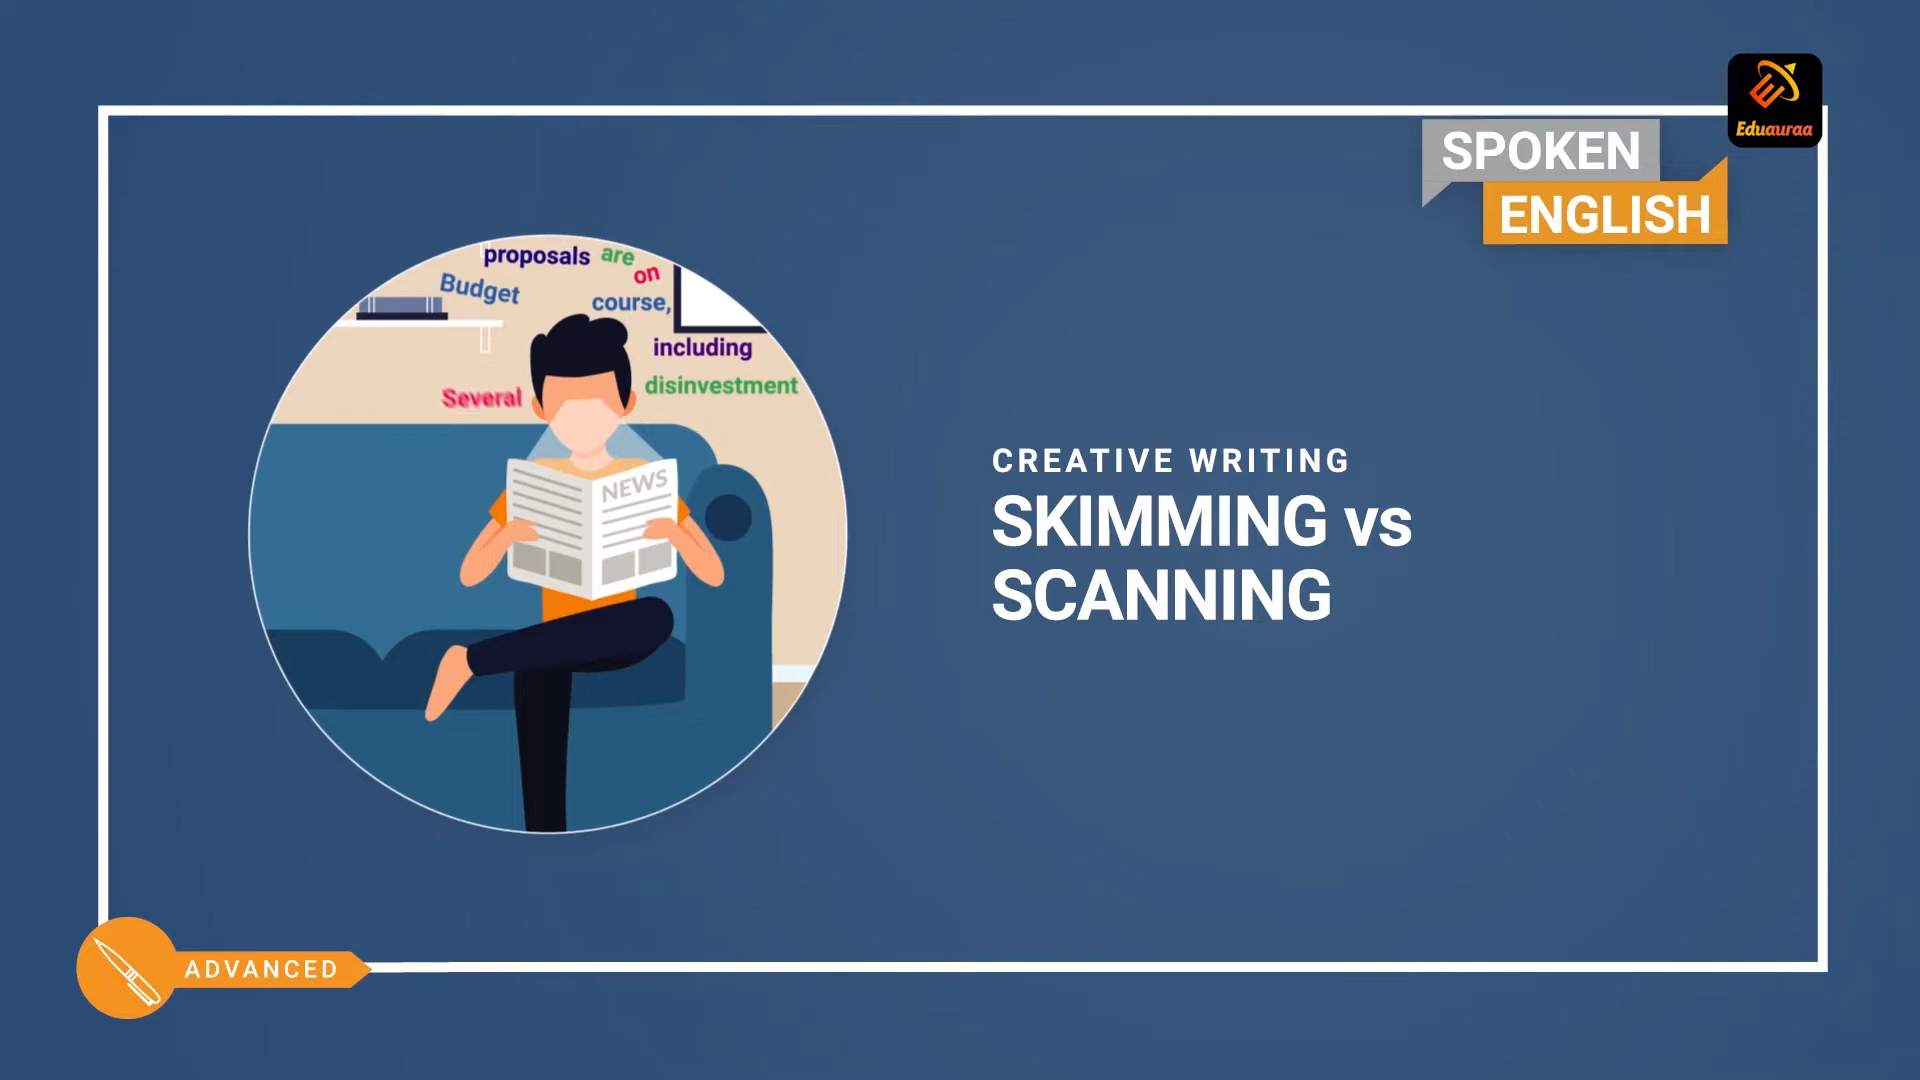 Eduauraa
SPOKEN
ENGLISH
proposals are
on
Budget
course,
including
disinvestment
Several
NEWS
CREATIVE WRITING
SKIMMING vs
SCANNING
ADVANCED